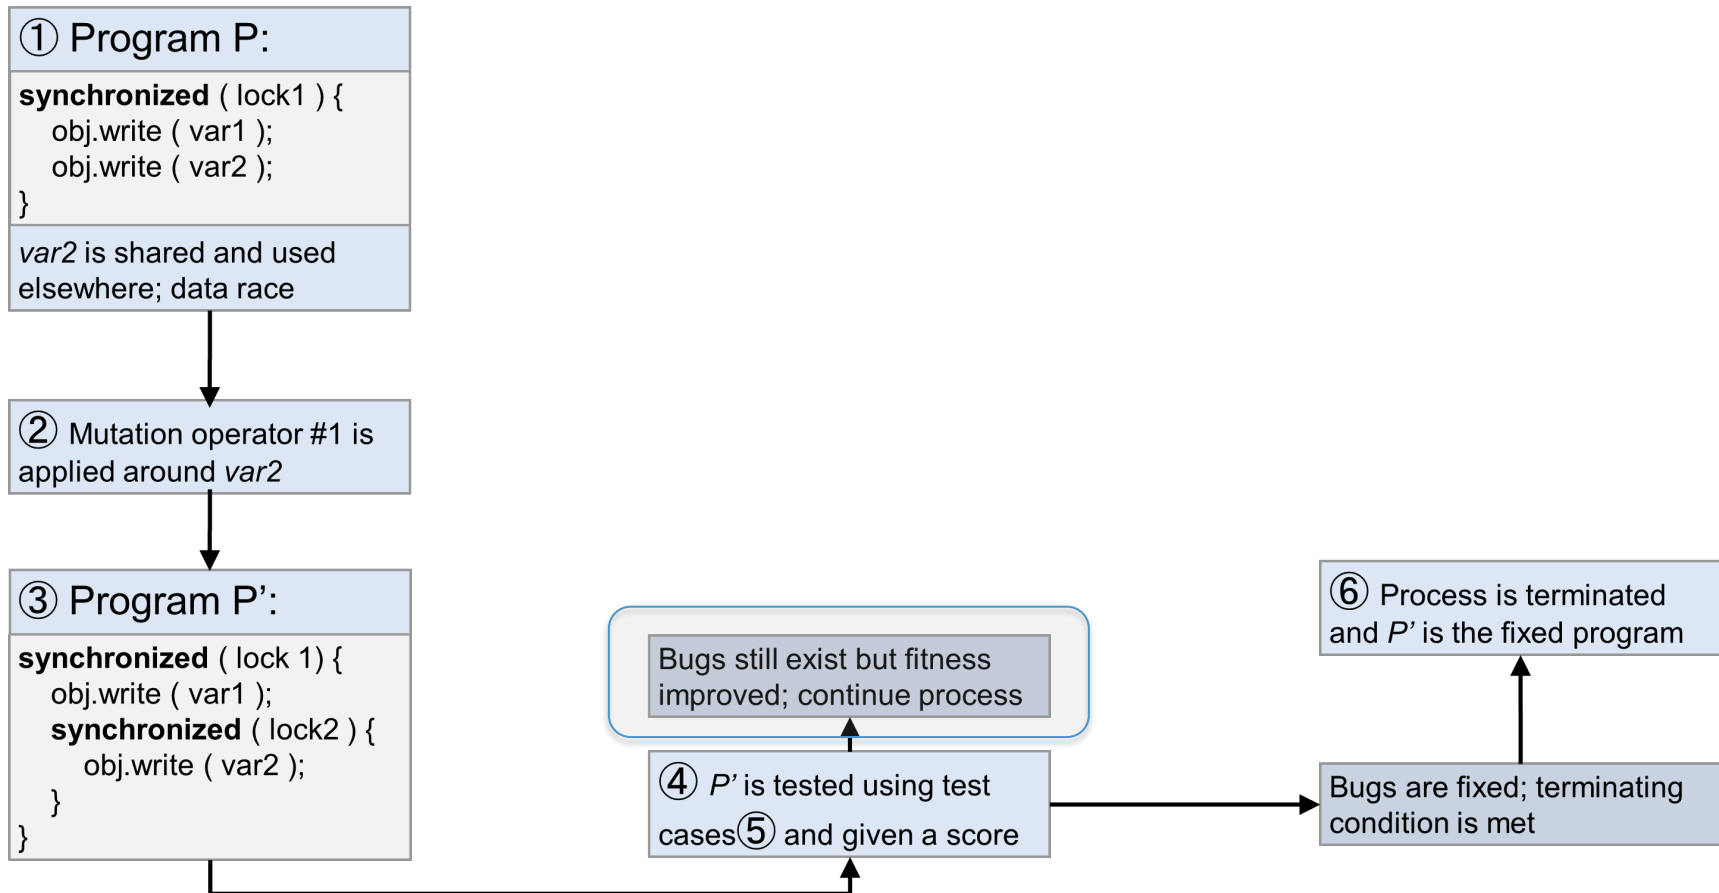 ① Program P:
synchronized ( lock1 ) {
obj.write ( var1 );
obj.write ( var2 );
}
var2 is shared and used
elsewhere; data race
② Mutation operator #1 is
applied around var2
③ Program P’:
synchronized ( lock 1) {
obj.write ( var1 );
synchronized ( lock2 ) {
obj.write ( var2 );
}
}
Bugs still exist but fitness
improved; continue process
④ P’ is tested using test
cases⑤ and given a score
Bugs are fixed; terminating
condition is met
⑥ Process is terminated
and P’ is the fixed program